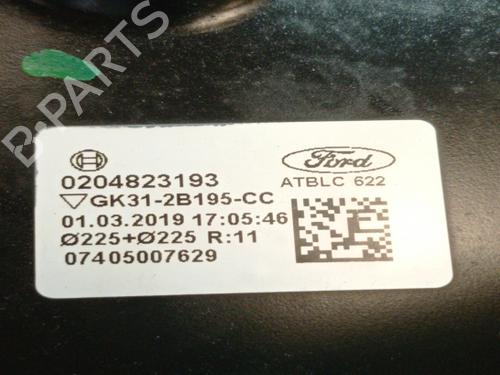 B-PARTS
0204823193
Ford
▽GK31-2B195-CC
ATBLC 622
01.03.2019 17:05:46
Ø225+Ø225 R:11
07405007629